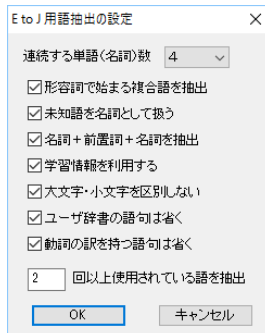 E to J 用語抽出の設定
連続する単語(名詞)数 4
形容詞で始まる複合語を抽出
未知語を名詞として扱う
名詞+前置詞+名詞を抽出
学習情報を利用する
大文字・小文字を区別しない
ユーザ辞書の語句は省く
動詞の訳を持つ語句は省く
2 回以上使用されている語を抽出
OK キャンセル